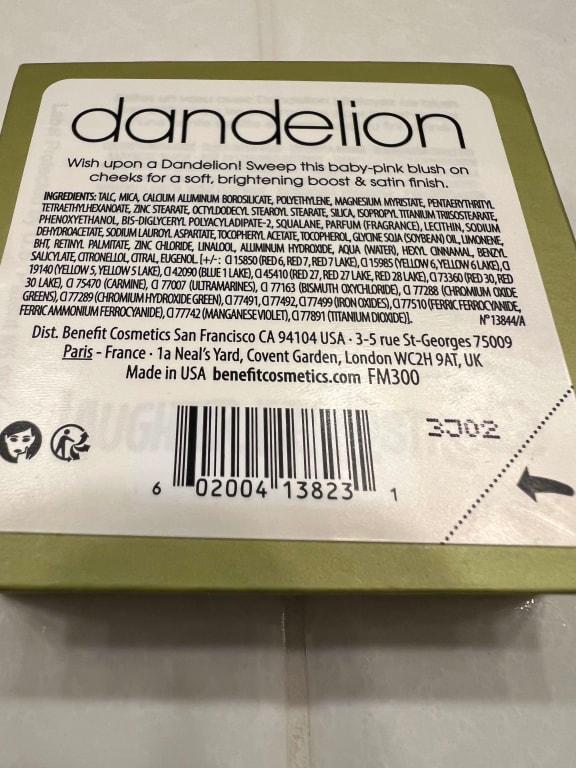 dandelion
Wish upon a Dandelion! Sweep this baby-pink blush on
cheeks for a soft, brightening boost & satin finish.
INGREDIENTS: TALC, MICA, CALCIUM ALUMINUM BOROSILICATE, POLYETHYLENE, MAGNESIUM MYRISTATE, PENTAERYTHRITYL
TETRAETHYLHEXANOATE, ZINC STEARATE, OCTYLDODECYL STEAROYL STEARATE, SILICA, ISOPROPYL TITANIUM TRIISOSTEARATE,
PHENOXYETHANOL, BIS-DIGLYCERYL POLYACYLADIPATE-2, SQUALANE, PARFUM (FRAGRANCE), LECITHIN, SODIUM
DEHYDROACETATE, SODIUM LAUROYL ASPARTATE, TOCOPHERYL ACETATE, TOCOPHEROL, GLYCINE SOJA (SOYBEAN) OIL, LIMONENE,
BHT, RETINYL PALMITATE, ZINC CHLORIDE, LINALOOL, ALUMINUM HYDROXIDE, AQUA (WATER), HEXYL CINNAMAL, BENZYL
SALICYLATE, CITRONELLOL, CITRAL, EUGENOL. [+/- : CI 15850 (RED 6, RED 7, RED 7 LAKE), CI 15985 (YELLOW 6, YELLOW 6 LAKE), CI
19140 (YELLOW 5, YELLOW 5 LAKE), CI 42090 (BLUE 1 LAKE), CI 45410 (RED 27, RED 27 LAKE, RED 28 LAKE), CI 73360 (RED 30, RED
30 LAKE), CI 75470 (CARMINE), CI 77007 (ULTRAMARINES), CI 77163 (BISMUTH OXYCHLORIDE), CI 77288 (CHROMIUM OXIDE
GREENS), CI 77289 (CHROMIUM HYDROXIDE GREEN), CI 77491, CI 77492, CI 77499 (IRON OXIDES), CI 77510 (FERRIC FERROCYANIDE,
FERRIC AMMONIUM FERROCYANIDE), CI 77742 (MANGANESE VIOLET), CI 77891 (TITANIUM DIOXIDE)]. N° 13844/A
Dist. Benefit Cosmetics San Francisco CA 94104 USA · 3-5 rue St-Georges 75009
Paris - France · 1a Neal's Yard, Covent Garden, London WC2H 9AT, UK
Made in USA benefitcosmetics.com FM300
3J02
6 02004 13823 1